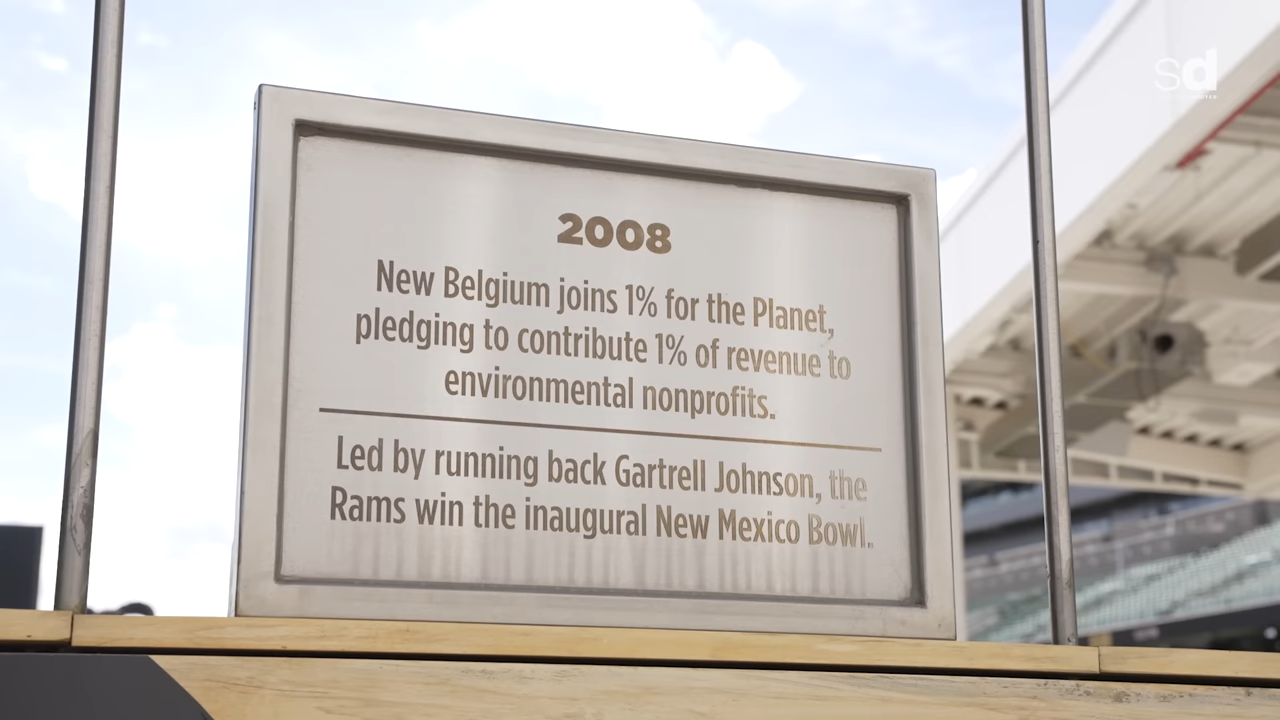 sd
2008
New Belgium joins 1% for the Planet,
pledging to contribute 1% of revenue to
environmental nonprofits.
Led by running back Gartrell Johnson, the
Rams win the inaugural New Mexico Bowl.